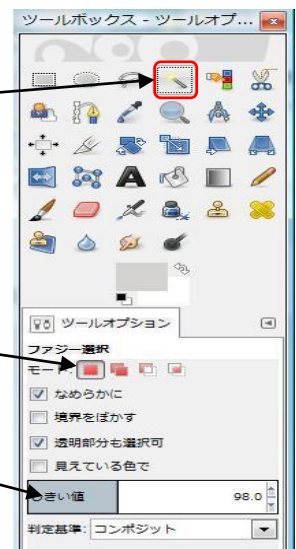 ツールボックス - ツールオプ...
ツールオプション
ファジー選択
モード:
なめらかに
境界をぼかす
透明部分も選択可
見えている色で
しきい値 98.0
判定基準: コンポジット